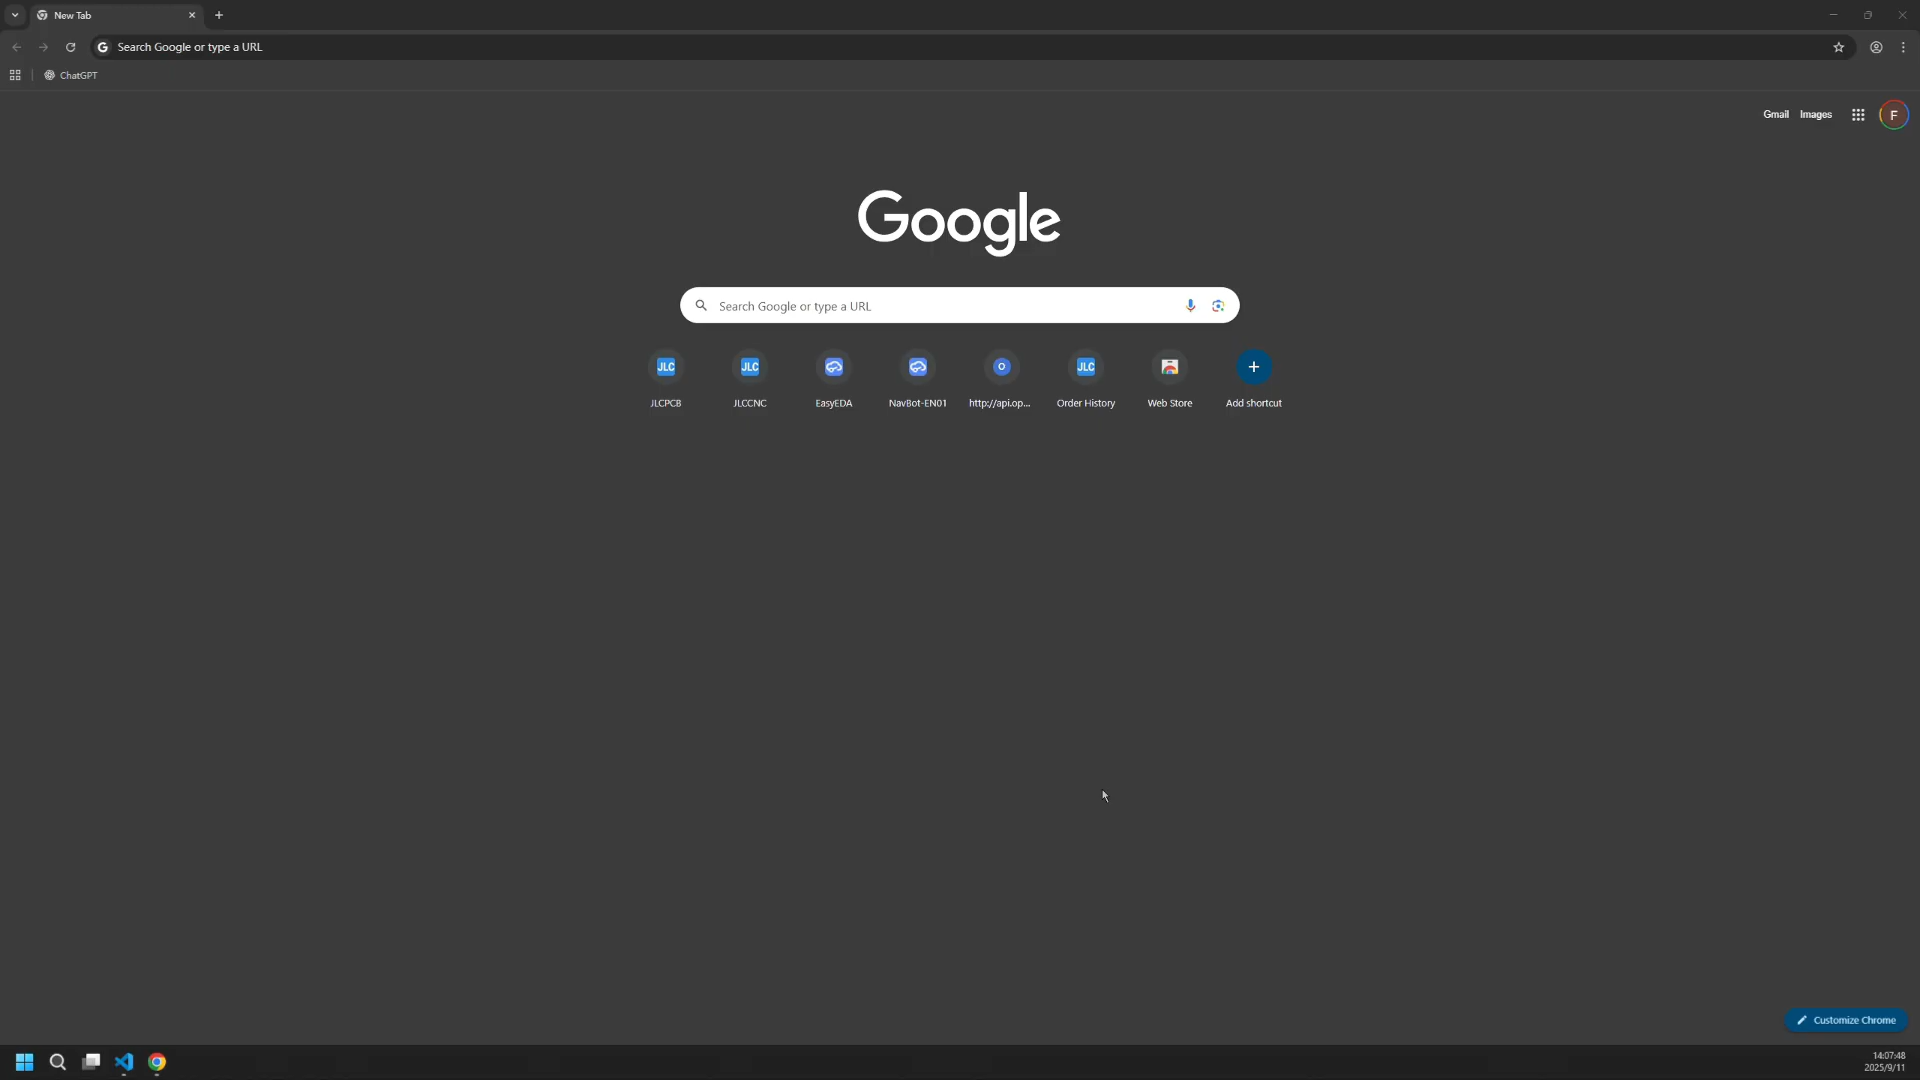 New Tab
Search Google or type a URL
ChatGPT
Gmail Images
F
Google
Search Google or type a URL
JLC JLC O JLC
JLCPCB JLCCNC EasyEDA NavBot-EN01 http://api.op... Order History Web Store Add shortcut
Customize Chrome
14:07:48
2025/9/11